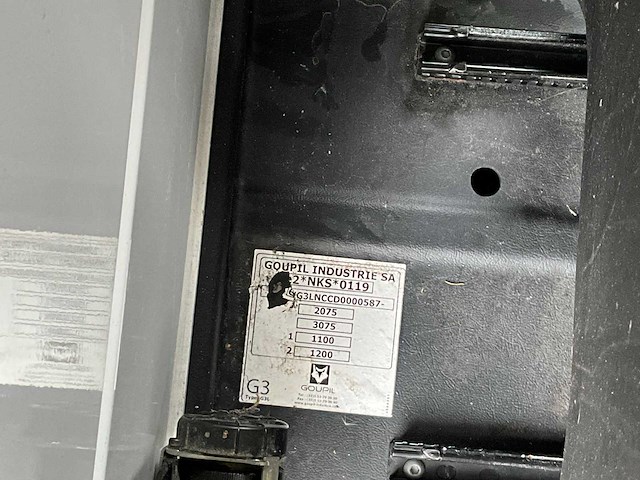 GOUPIL INDUSTRIE SA
2*NKS*0119
G3LNCCD0000587-
2075
3075
1 1100
2 1200
G3
GOUPIL